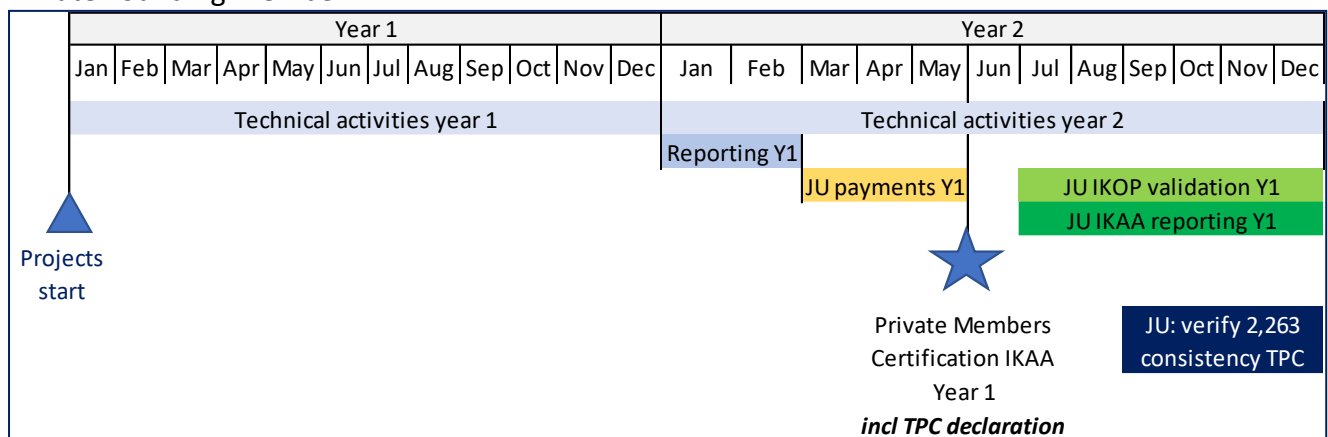 Year 1 Year 2
Jan Feb Mar Apr May Jun Jul Aug Sep Oct Nov Dec Jan Feb Mar Apr May Jun Jul Aug Sep Oct Nov Dec
Technical activities year 1 Technical activities year 2
Reporting Y1
JU payments Y1 JU IKOP validation Y1
JU IKAA reporting Y1
Projects
start
Private Members
Certification IKAA
Year 1
incl TPC declaration
JU: verify 2,263
consistency TPC